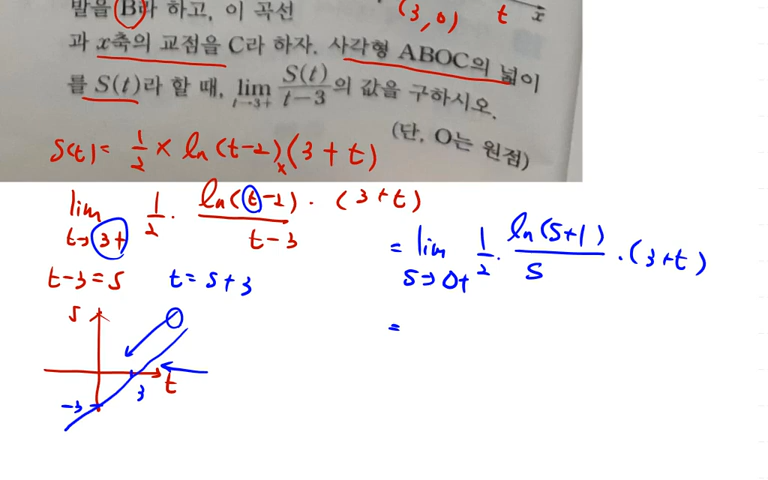 발을 B라 하고, 이 곡선
(3,0) t x
과 x축의 교점을 C라 하자. 사각형 ABOC의 넓이
를 S(t)라 할 때, lim t→3+ S(t)/t-3 의 값을 구하시오.
(단, O는 원점)
S(t) = 1/2 × ln(t-2) × (3+t)
lim t→3+ 1/2 · ln(t-2)/t-3 · (3+t)
= lim s→0+ 1/2 · ln(s+1)/s · (3+t)
t-3=s t=s+3
=
s
3 t
-3